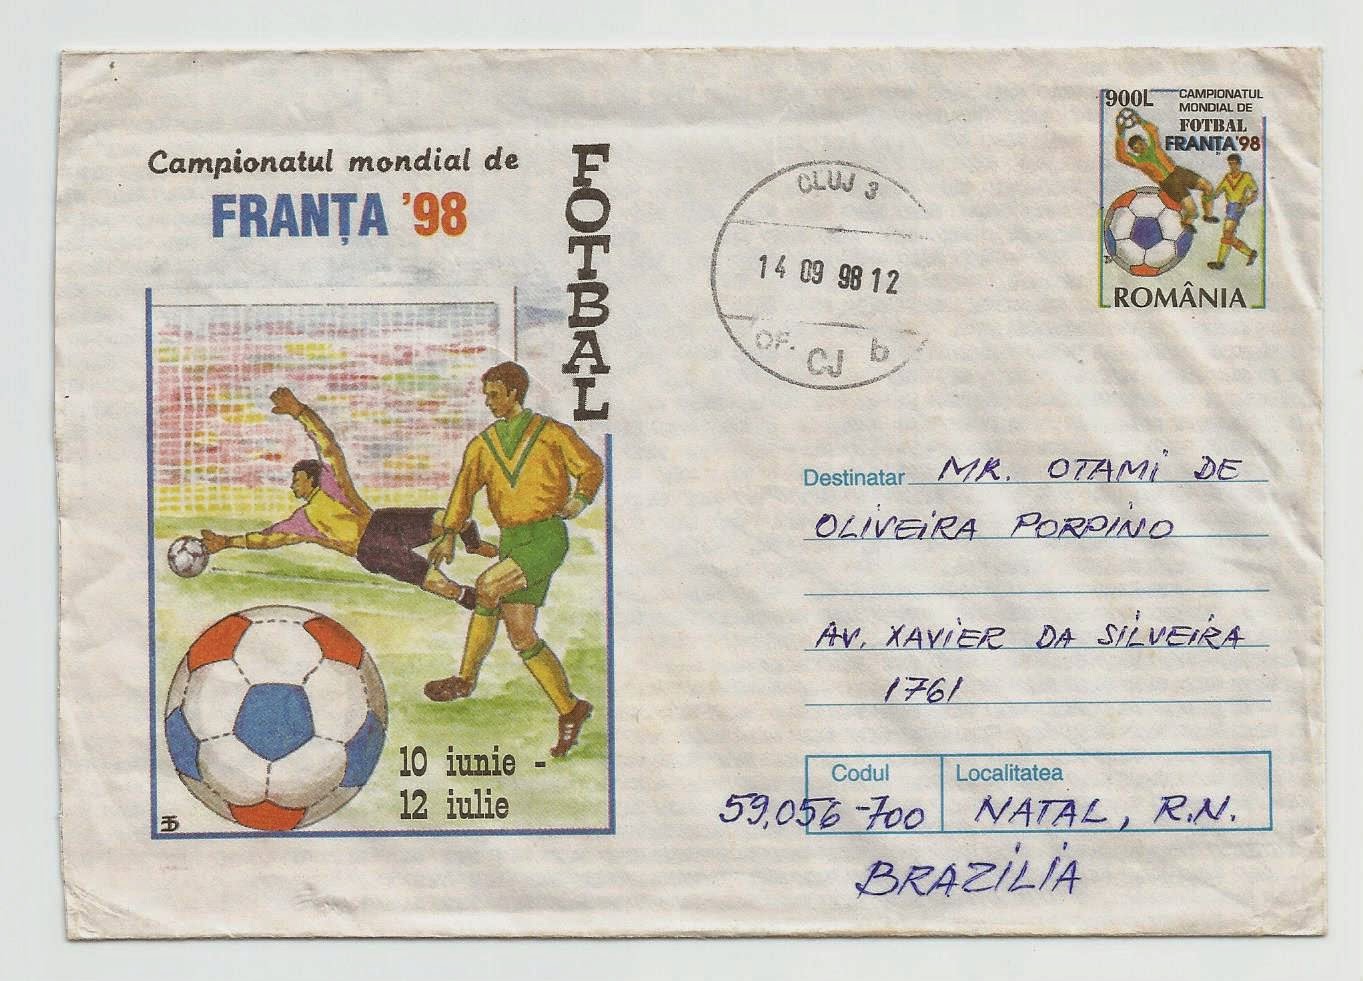 Campionatul mondial de
FRANȚA '98
FOTBAL
10 iunie -
12 iulie
CLUJ 3
14 09 98 12
OF. CJ b
900L
CAMPIONATUL
MONDIAL DE
FOTBAL
FRANȚA'98
ROMÂNIA
Destinatar MR. OTAMI DE
OLIVEIRA PORPINO
AV. XAVIER DA SILVEIRA
1761
Codul Localitatea
59.056-700 NATAL, R.N.
BRAZILIA